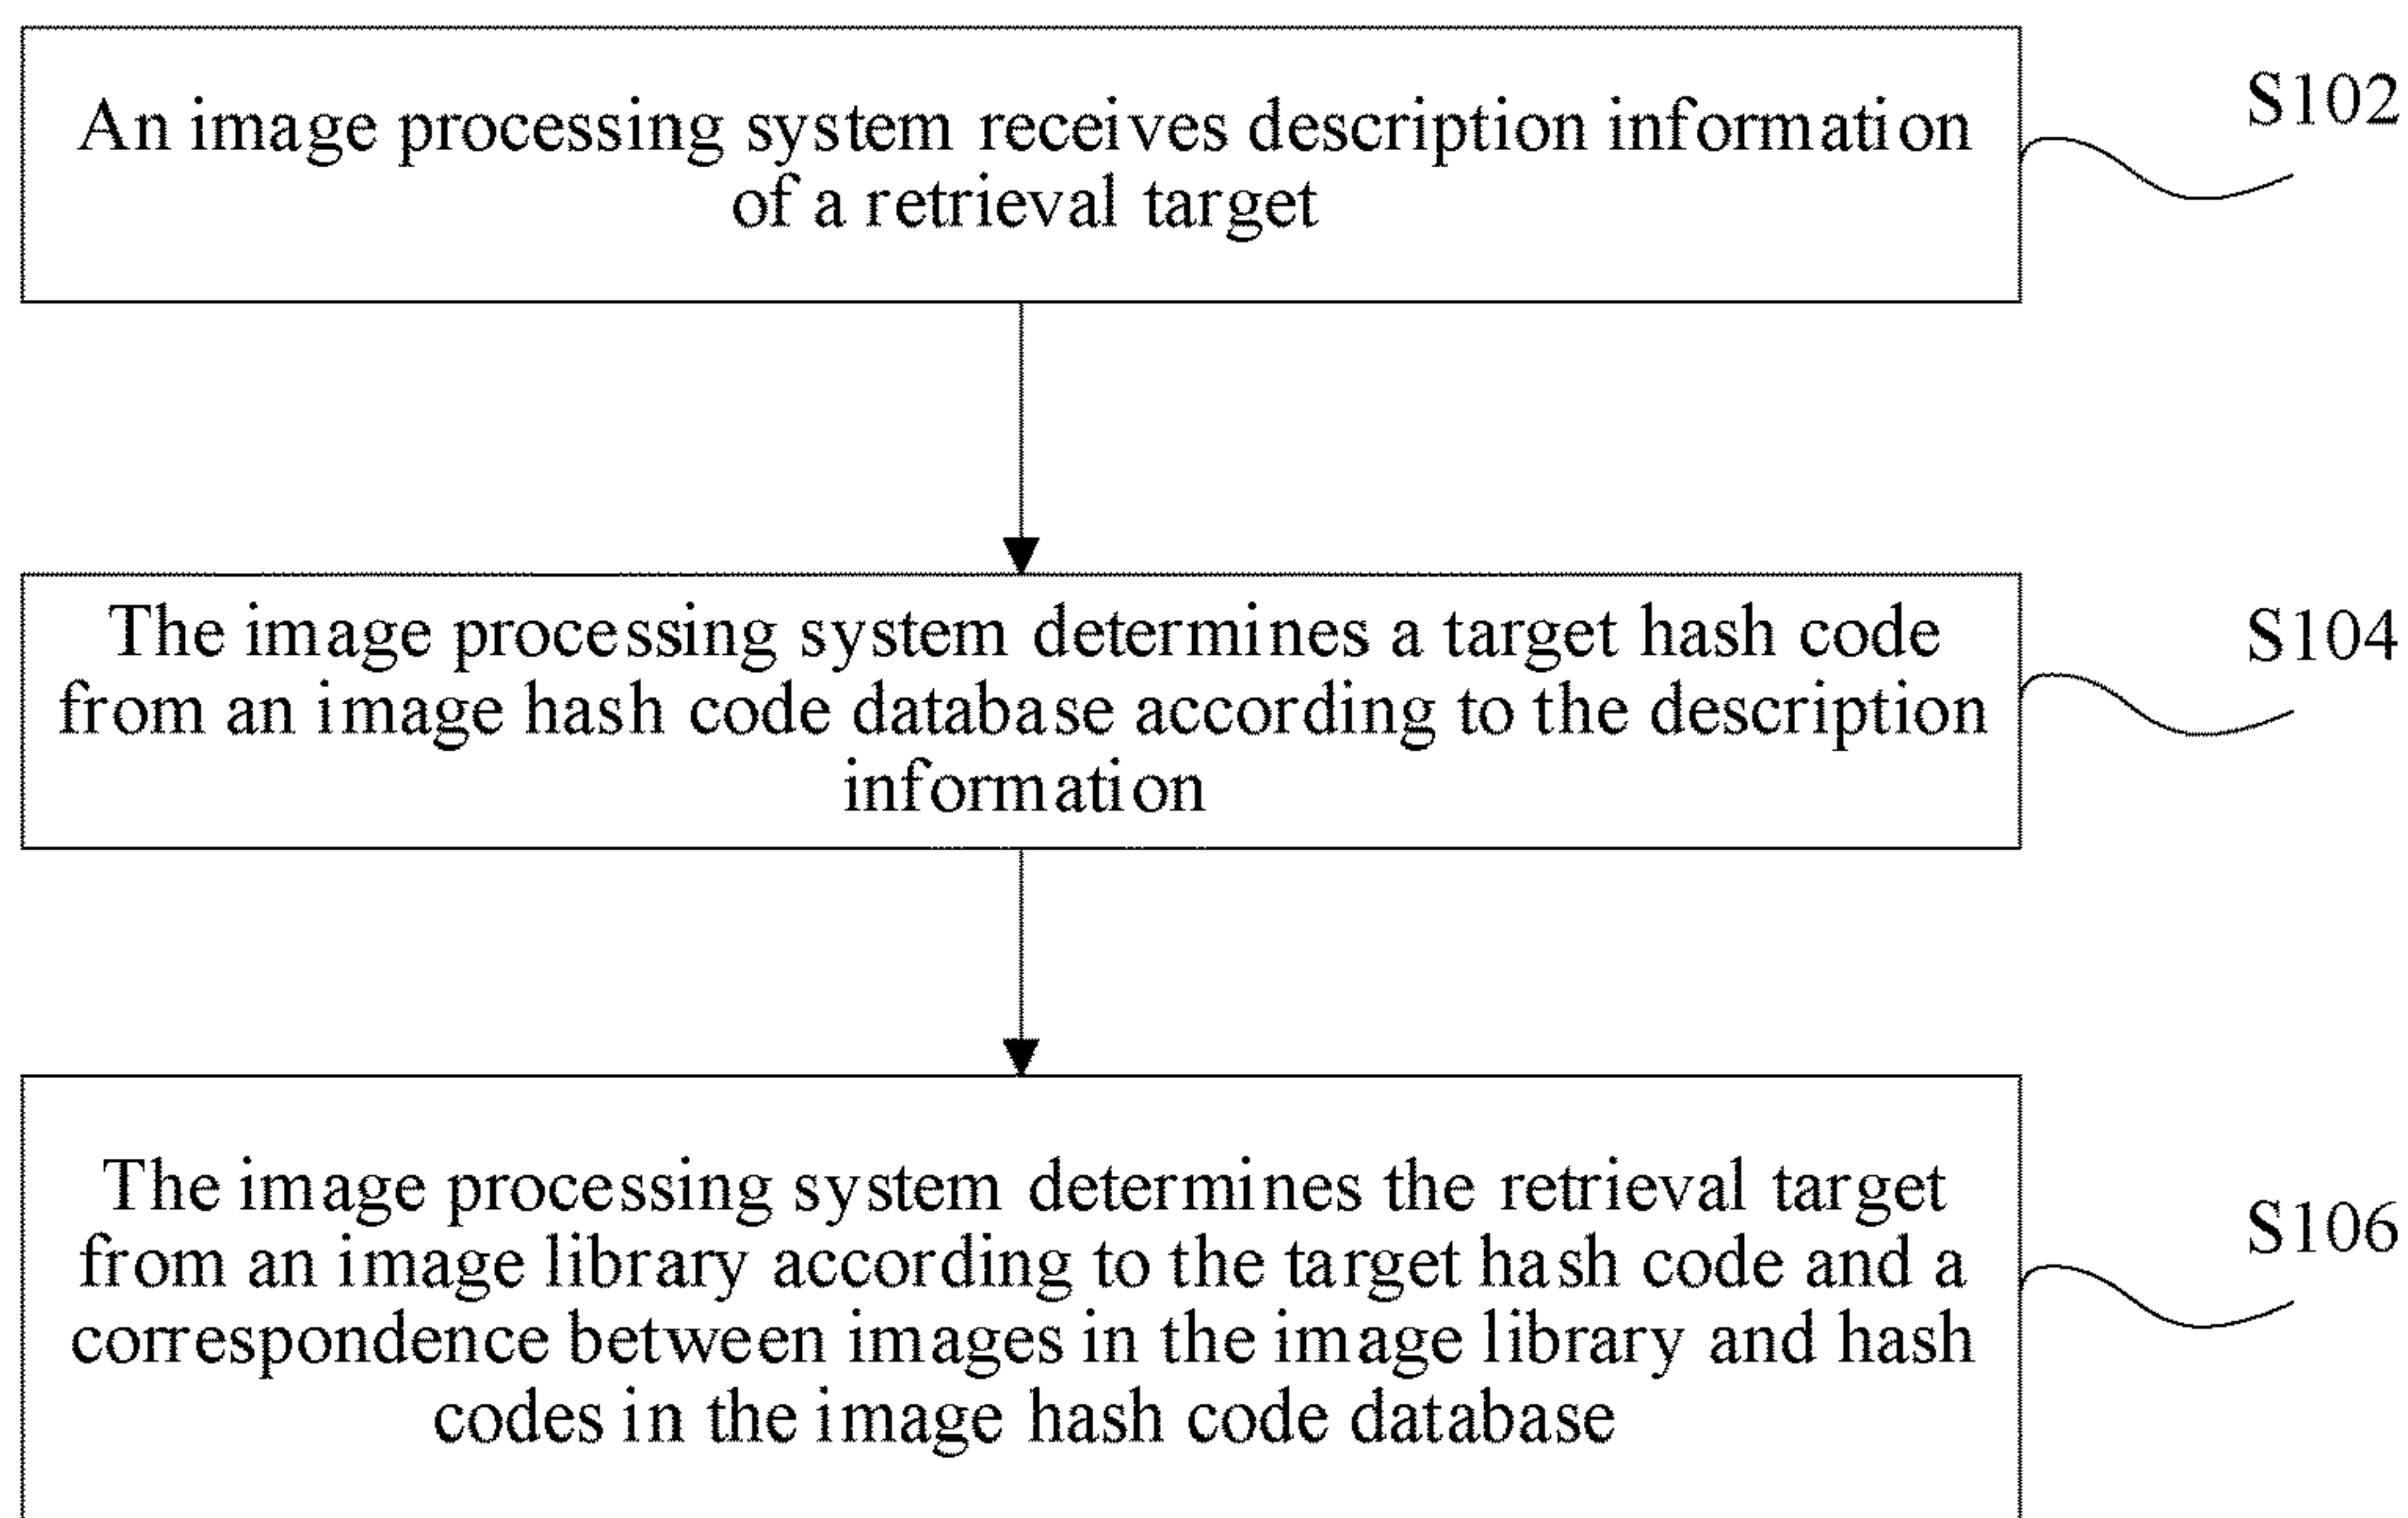 An image processing system receives description information
of a retrieval target
S102
The image processing system determines a target hash code
from an image hash code database according to the description
information
S104
The image processing system determines the retrieval target
from an image library according to the target hash code and a
correspondence between images in the image library and hash
codes in the image hash code database
S106